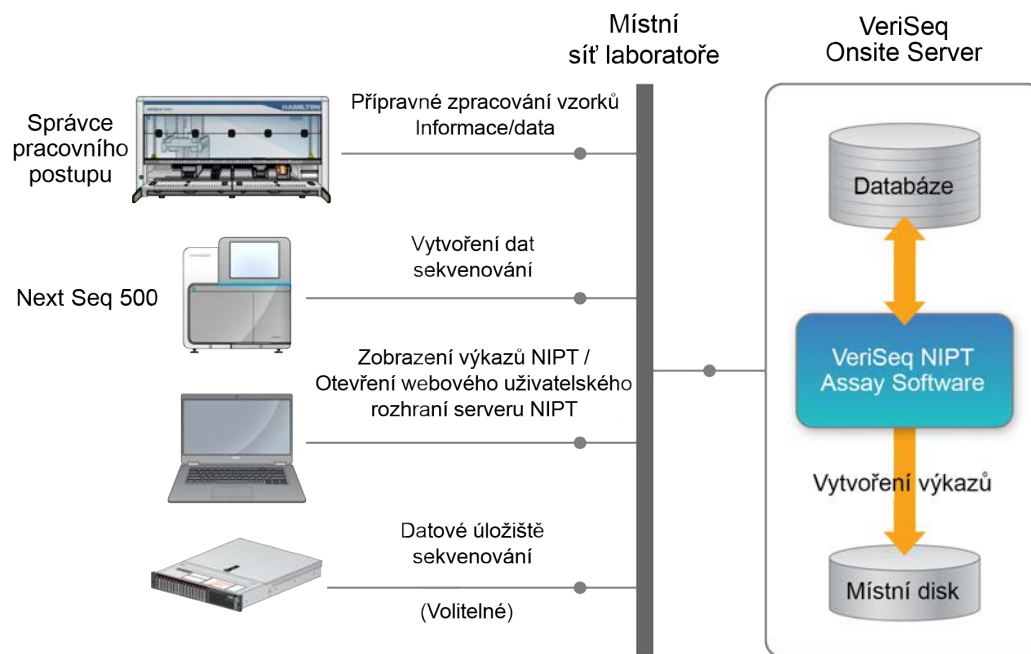 Místní
síť laboratoře
VeriSeq
Onsite Server
HAMILTON
Správce
pracovního
postupu
Přípravné zpracování vzorků
Informace/data
Databáze
Next Seq 500
Vytvoření dat
sekvenování
Zobrazení výkazů NIPT /
Otevření webového uživatelského
rozhraní serveru NIPT
VeriSeq NIPT
Assay Software
Vytvoření výkazů
Datové úložiště
sekvenování
(Volitelné)
Místní disk